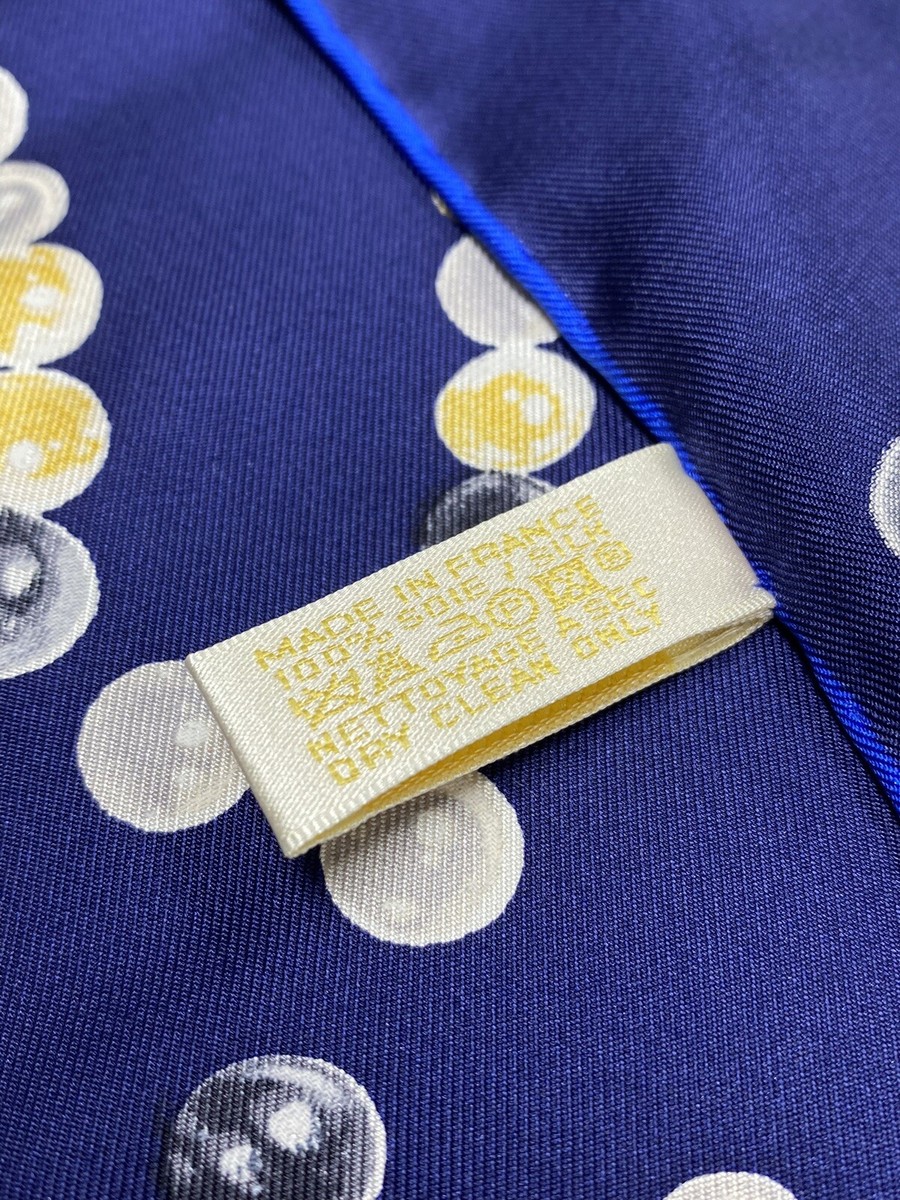 MADE IN FRANCE
100% SOIE / SILK
NETTOYAGE A SEC
DRY CLEAN ONLY